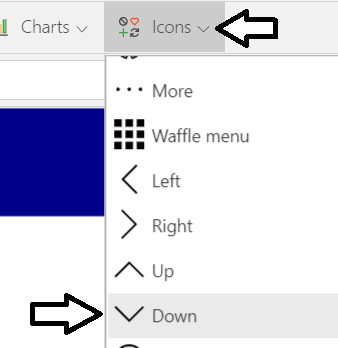 Charts Icons
More
Waffle menu
Left
Right
Up
Down